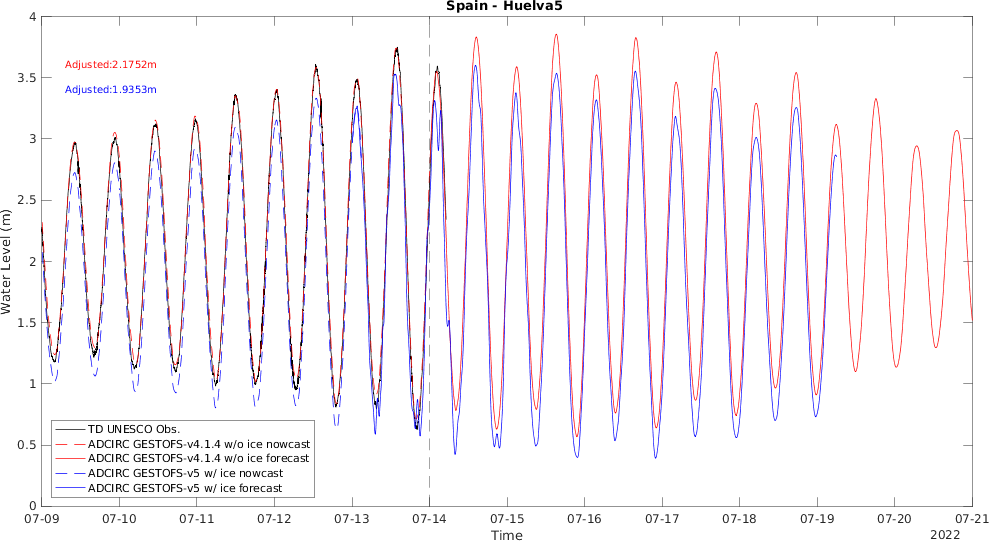 Spain - Huelva5
4
3.5
3
2.5
2
1.5
1
0.5
0
Water Level (m)
Adjusted:2.1752m
Adjusted:1.9353m
TD UNESCO Obs.
ADCIRC GESTOFS-v4.1.4 w/o ice nowcast
ADCIRC GESTOFS-v4.1.4 w/o ice forecast
ADCIRC GESTOFS-v5 w/ ice nowcast
ADCIRC GESTOFS-v5 w/ ice forecast
07-09 07-10 07-11 07-12 07-13 07-14 07-15 07-16 07-17 07-18 07-19 07-20 07-21
Time
2022